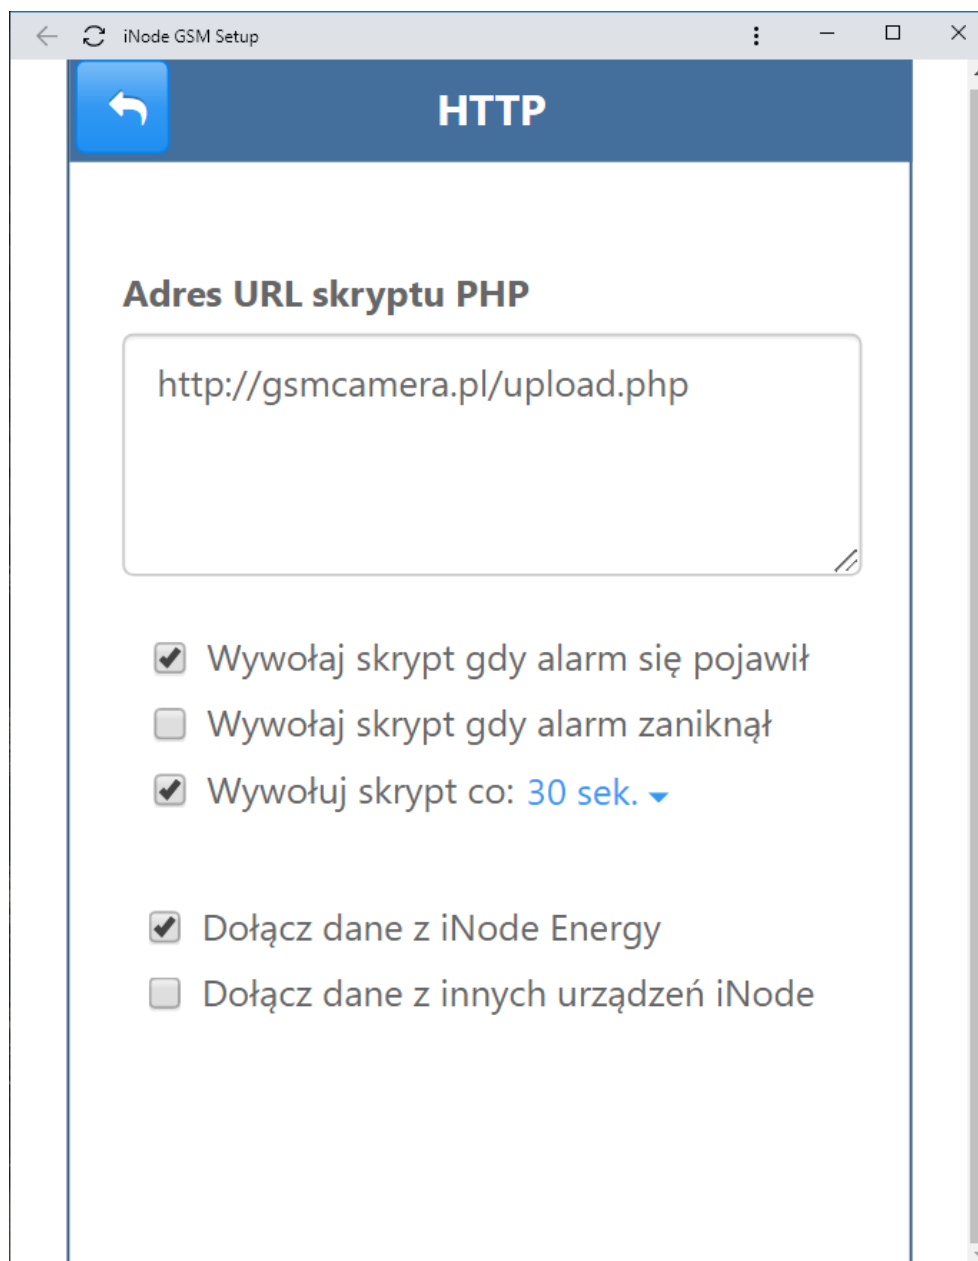 iNode GSM Setup
HTTP
Adres URL skryptu PHP
http://gsmcamera.pl/upload.php
Wywołaj skrypt gdy alarm się pojawił
Wywołaj skrypt gdy alarm zaniknął
Wywołuj skrypt co: 30 sek.
Dołącz dane z iNode Energy
Dołącz dane z innych urządzeń iNode